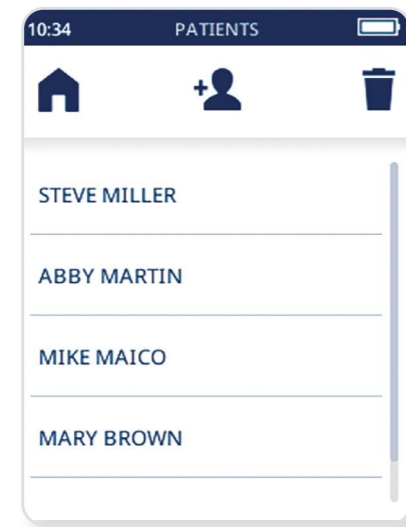 10:34 PATIENTS
STEVE MILLER
ABBY MARTIN
MIKE MAICO
MARY BROWN